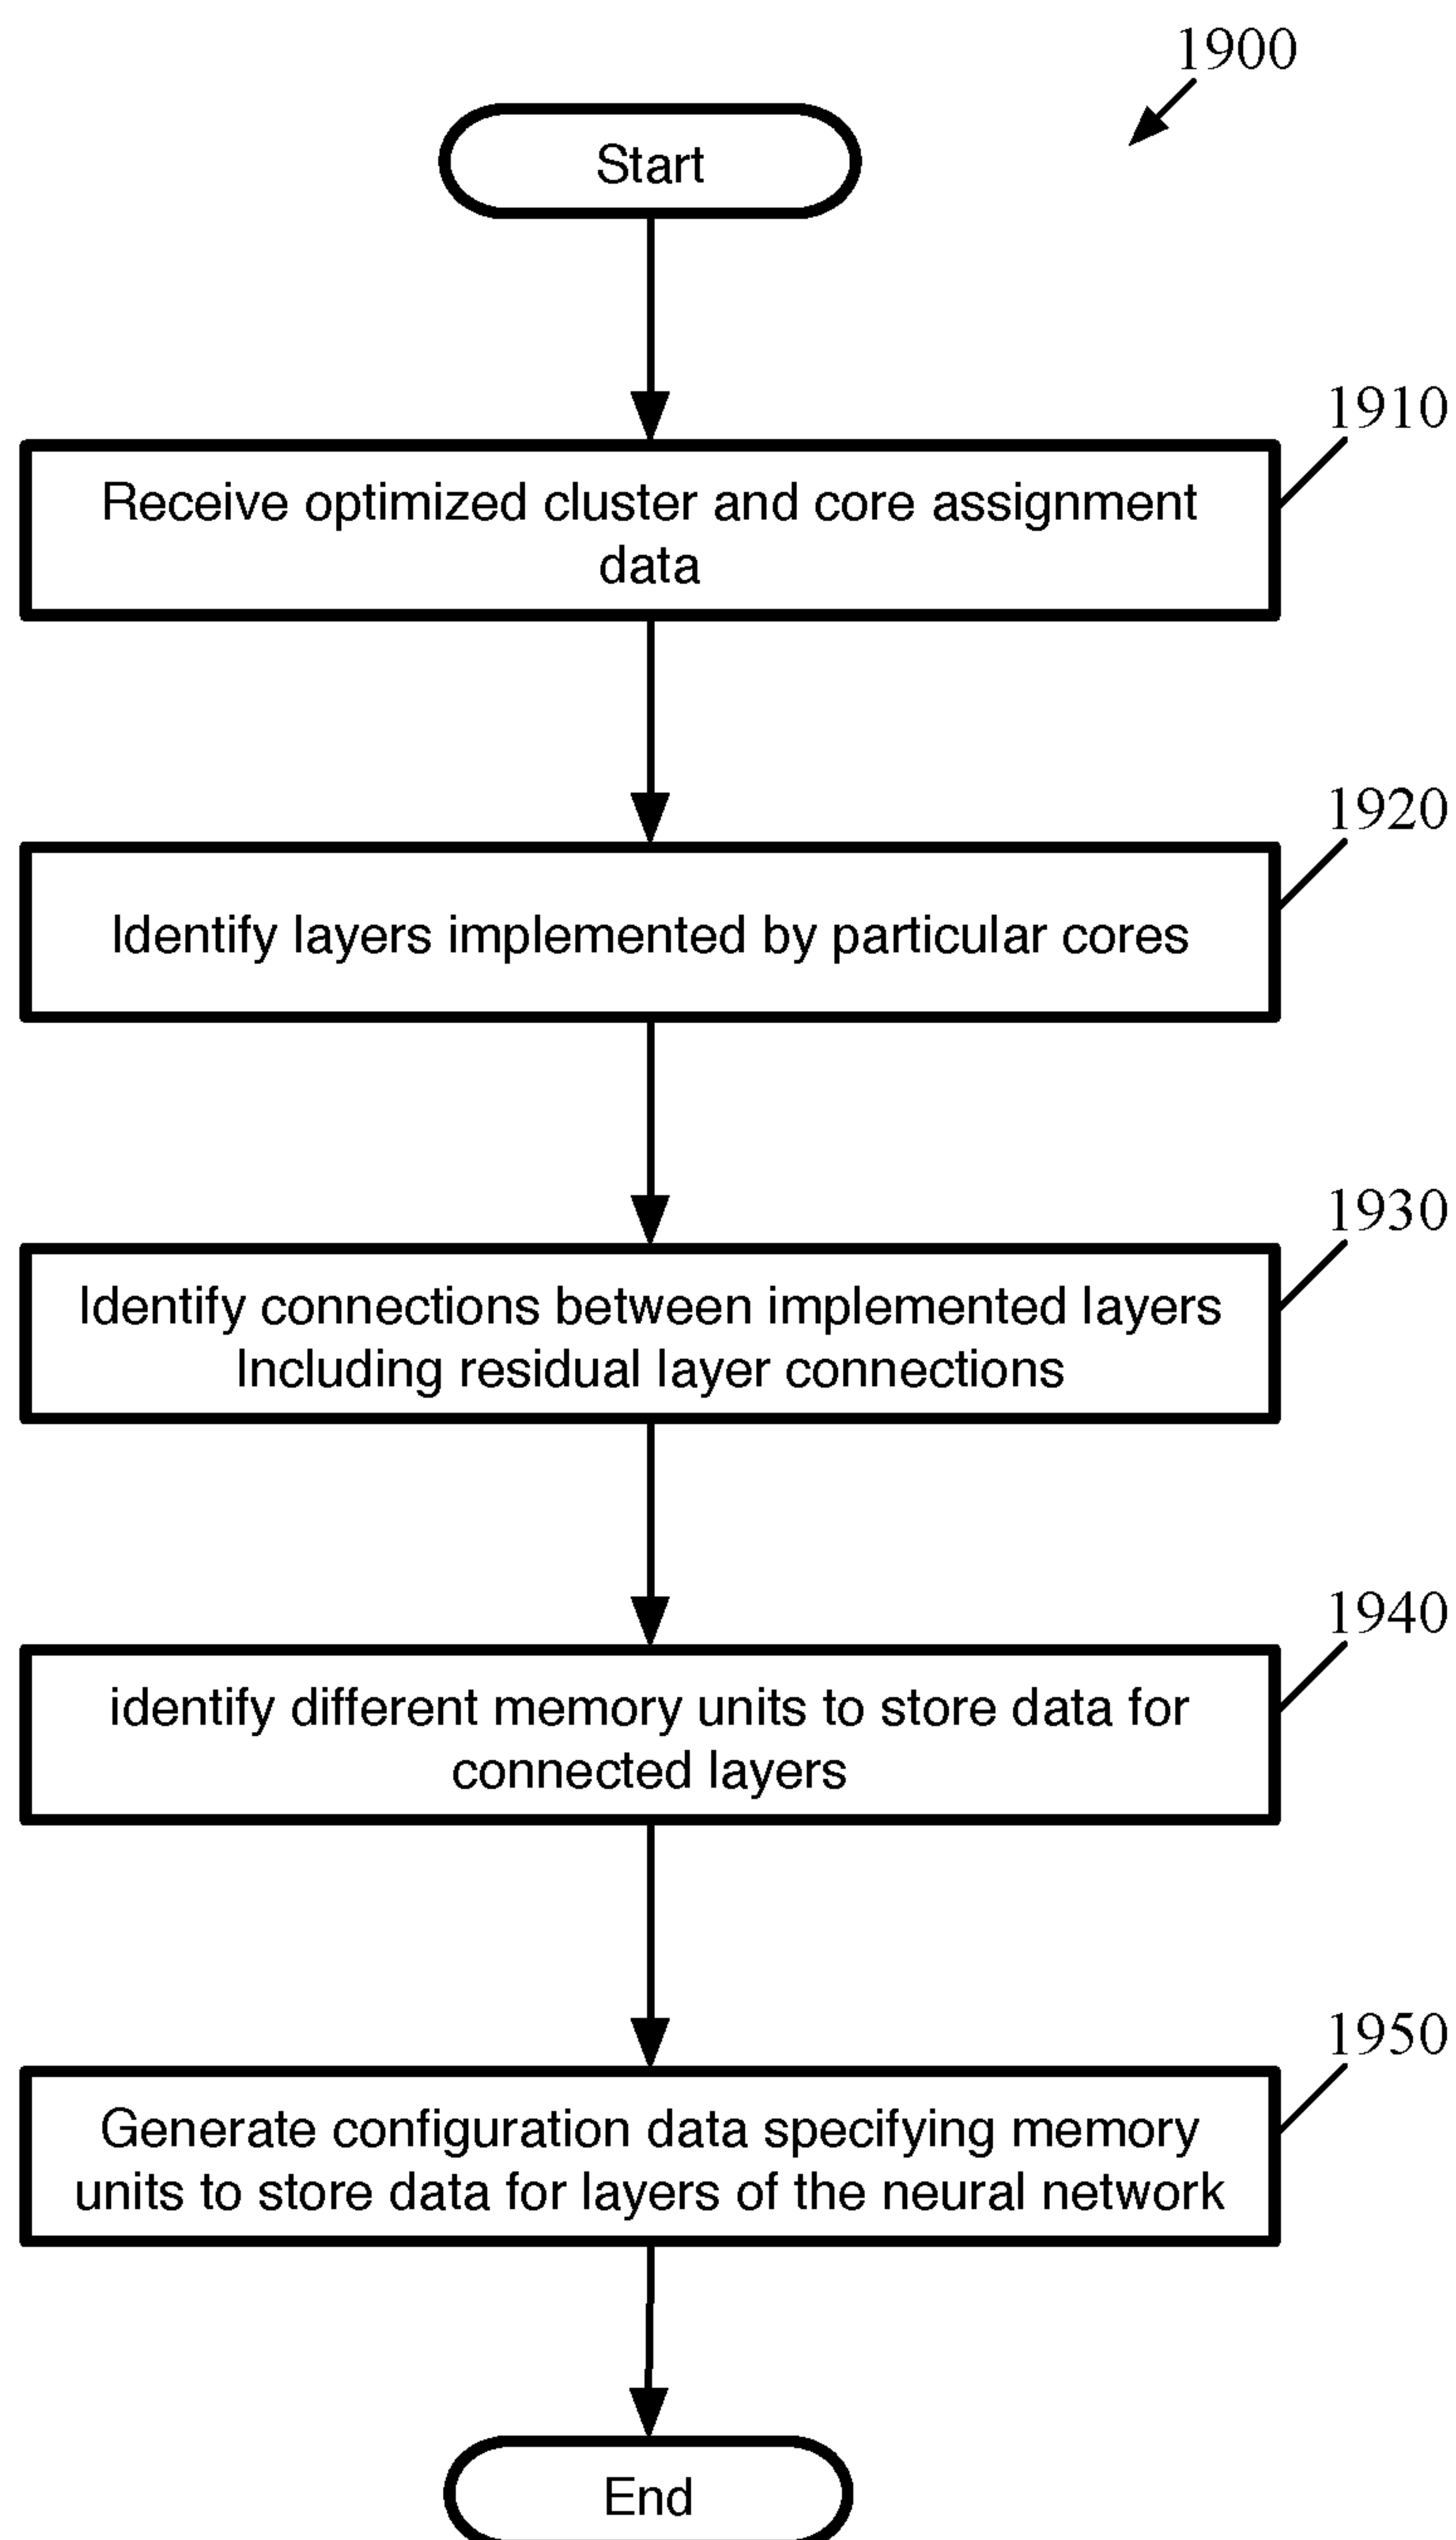 1900
Start
1910
Receive optimized cluster and core assignment
data
1920
Identify layers implemented by particular cores
1930
Identify connections between implemented layers
Including residual layer connections
1940
identify different memory units to store data for
connected layers
1950
Generate configuration data specifying memory
units to store data for layers of the neural network
End